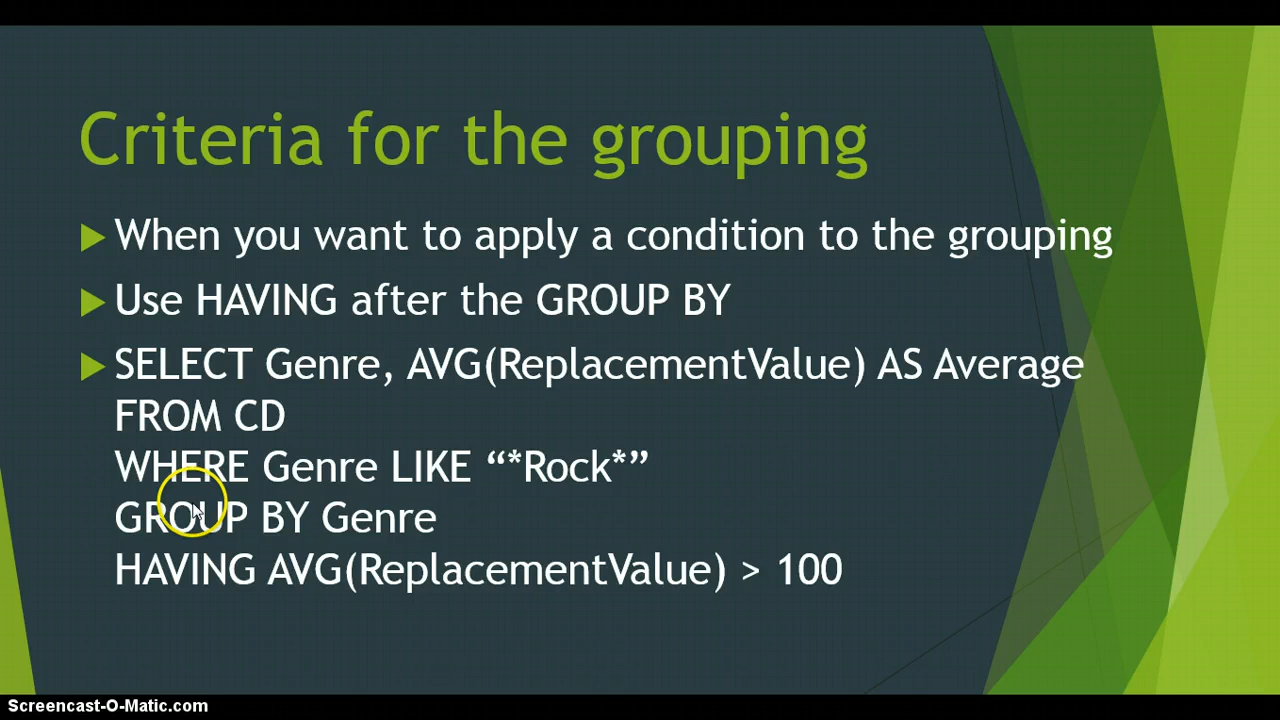 Criteria for the grouping
When you want to apply a condition to the grouping
Use HAVING after the GROUP BY
SELECT Genre, AVG(ReplacementValue) AS Average
FROM CD
WHERE Genre LIKE “*Rock*”
GROUP BY Genre
HAVING AVG(ReplacementValue) > 100
Screencast-O-Matic.com